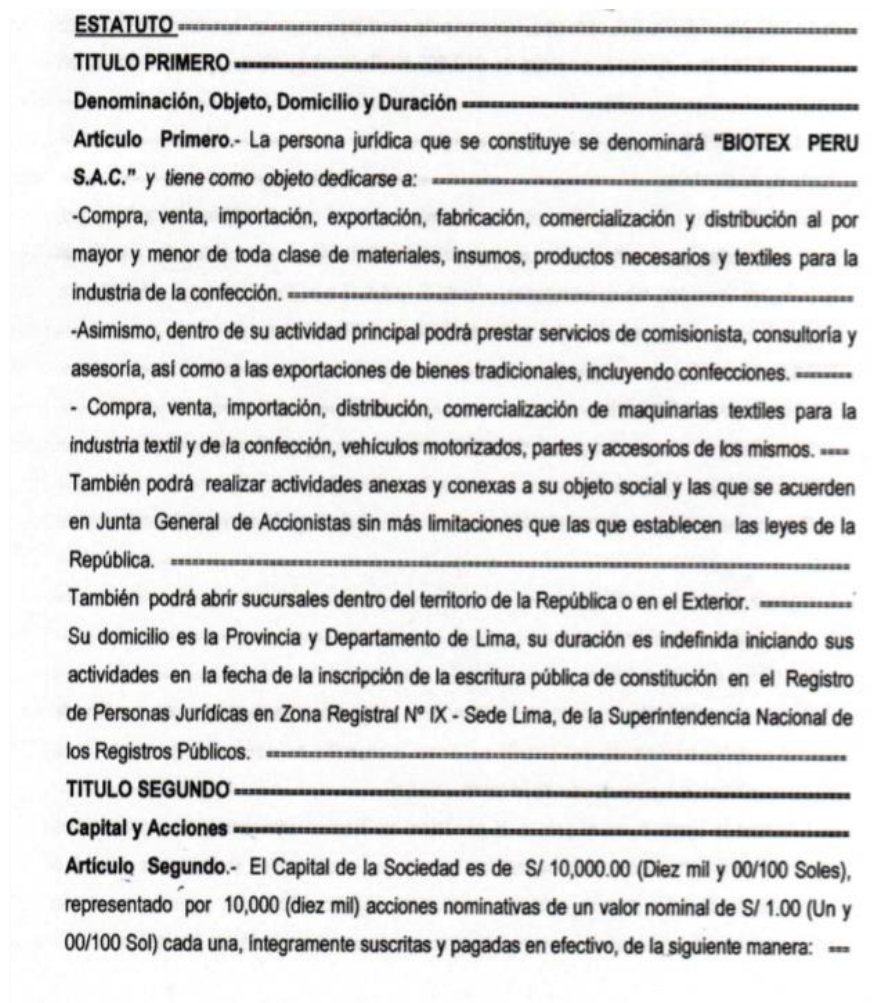 ESTATUTO
TITULO PRIMERO
Denominación, Objeto, Domicilio y Duración
Artículo Primero.- La persona jurídica que se constituye se denominará “BIOTEX PERU
S.A.C.” y tiene como objeto dedicarse a:
-Compra, venta, importación, exportación, fabricación, comercialización y distribución al por
mayor y menor de toda clase de materiales, insumos, productos necesarios y textiles para la
industria de la confección.
-Asimismo, dentro de su actividad principal podrá prestar servicios de comisionista, consultoría y
asesoría, así como a las exportaciones de bienes tradicionales, incluyendo confecciones.
- Compra, venta, importación, distribución, comercialización de maquinarias textiles para la
industria textil y de la confección, vehículos motorizados, partes y accesorios de los mismos.
También podrá realizar actividades anexas y conexas a su objeto social y las que se acuerden
en Junta General de Accionistas sin más limitaciones que las que establecen las leyes de la
República.
También podrá abrir sucursales dentro del territorio de la República o en el Exterior.
Su domicilio es la Provincia y Departamento de Lima, su duración es indefinida iniciando sus
actividades en la fecha de la inscripción de la escritura pública de constitución en el Registro
de Personas Jurídicas en Zona Registral Nº IX - Sede Lima, de la Superintendencia Nacional de
los Registros Públicos.
TITULO SEGUNDO
Capital y Acciones
Artículo Segundo.- El Capital de la Sociedad es de S/ 10,000.00 (Diez mil y 00/100 Soles),
representado por 10,000 (diez mil) acciones nominativas de un valor nominal de S/ 1.00 (Un y
00/100 Sol) cada una, íntegramente suscritas y pagadas en efectivo, de la siguiente manera: